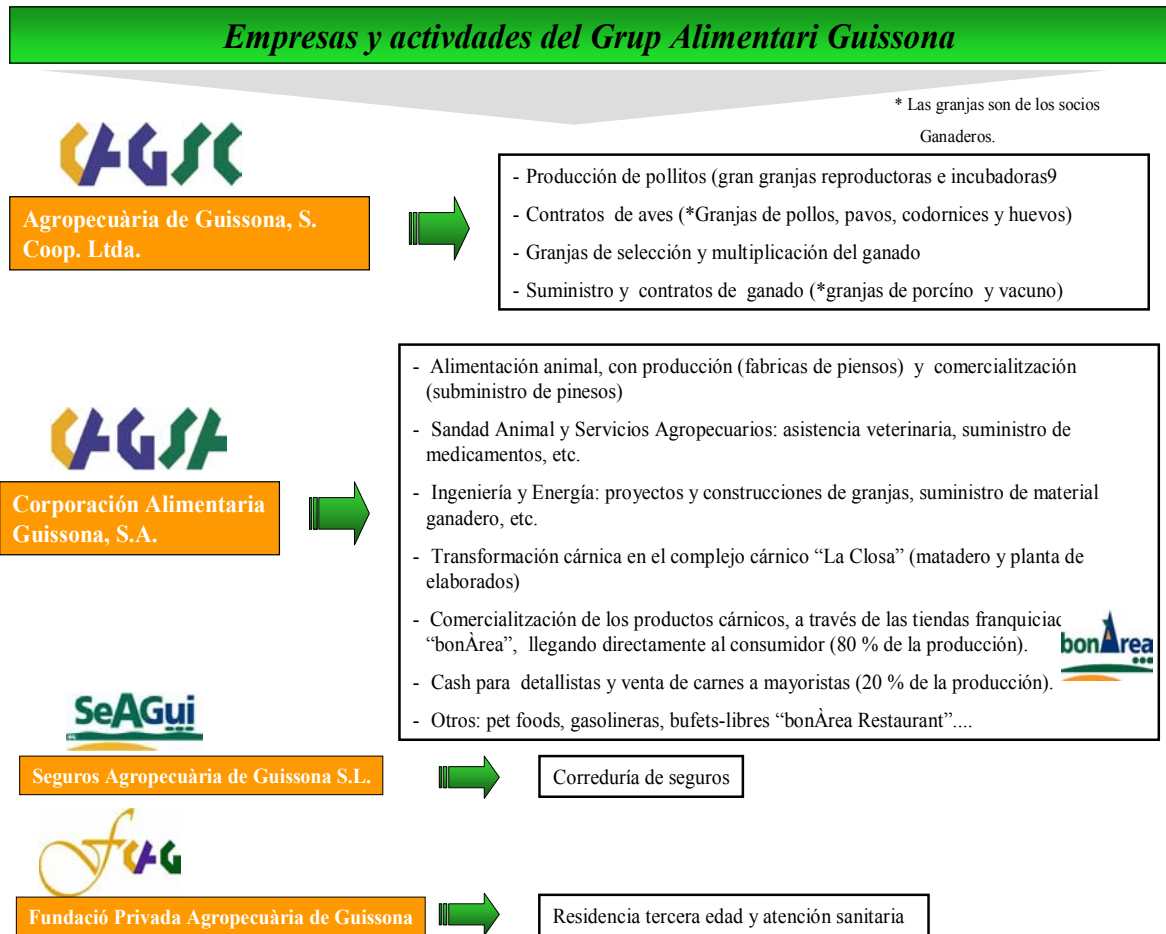 Empresas y activdades del Grup Alimentari Guissona
* Las granjas son de los socios
Ganaderos.
CAGSC
Agropecuària de Guissona, S.
Coop. Ltda.
- Producción de pollitos (gran granjas reproductoras e incubadoras9
- Contratos de aves (*Granjas de pollos, pavos, codornices y huevos)
- Granjas de selección y multiplicación del ganado
- Suministro y contratos de ganado (*granjas de porcíno y vacuno)
CAGSA
Corporación Alimentaria
Guissona, S.A.
- Alimentación animal, con producción (fabricas de piensos) y comercialitzación
(subministro de pinesos)
- Sandad Animal y Servicios Agropecuarios: asistencia veterinaria, suministro de
medicamentos, etc.
- Ingeniería y Energía: proyectos y construcciones de granjas, suministro de material
ganadero, etc.
- Transformación cárnica en el complejo cárnico “La Closa” (matadero y planta de
elaborados)
- Comercialitzación de los productos cárnicos, a través de las tiendas franquiciac
“bonÀrea”, llegando directamente al consumidor (80 % de la producción).
bonÀrea
- Cash para detallistas y venta de carnes a mayoristas (20 % de la producción).
- Otros: pet foods, gasolineras, bufets-libres “bonÀrea Restaurant”....
SeAGui
Seguros Agropecuària de Guissona S.L.
Correduría de seguros
fCAG
Fundació Privada Agropecuària de Guissona
Residencia tercera edad y atención sanitaria